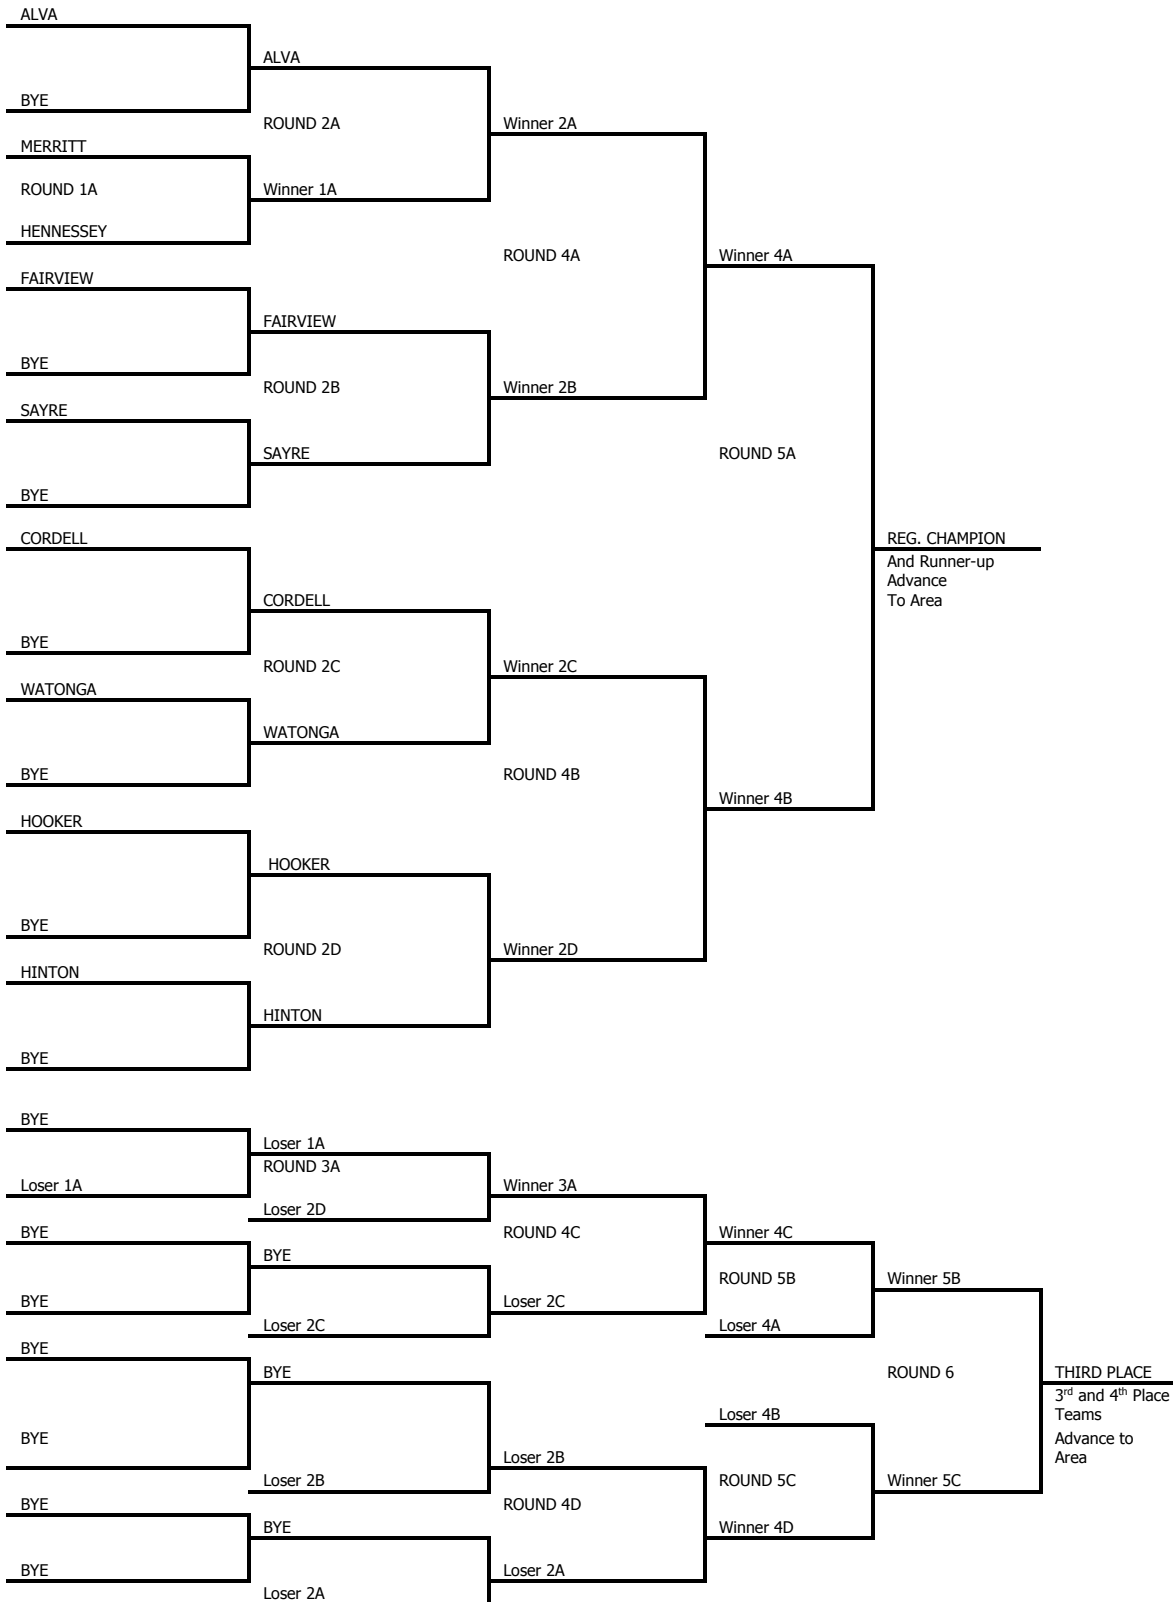 ALVA
ALVA
BYE
ROUND 2A
Winner 2A
MERRITT
ROUND 1A
Winner 1A
HENNESSEY
ROUND 4A
Winner 4A
FAIRVIEW
FAIRVIEW
BYE
ROUND 2B
Winner 2B
SAYRE
SAYRE
ROUND 5A
BYE
CORDELL
REG. CHAMPION
And Runner-up
Advance
To Area
CORDELL
BYE
ROUND 2C
Winner 2C
WATONGA
WATONGA
BYE
ROUND 4B
Winner 4B
HOOKER
HOOKER
BYE
ROUND 2D
Winner 2D
HINTON
HINTON
BYE
BYE
Loser 1A
ROUND 3A
Loser 1A
Winner 3A
Loser 2D
BYE
ROUND 4C
Winner 4C
BYE
ROUND 5B
Winner 5B
BYE
Loser 2C
Loser 2C
Loser 4A
BYE
BYE
ROUND 6
THIRD PLACE
3rd and 4th Place
Teams
Advance to
Area
Loser 4B
BYE
Loser 2B
Loser 2B
ROUND 5C
Winner 5C
BYE
ROUND 4D
BYE
Winner 4D
BYE
Loser 2A
Loser 2A